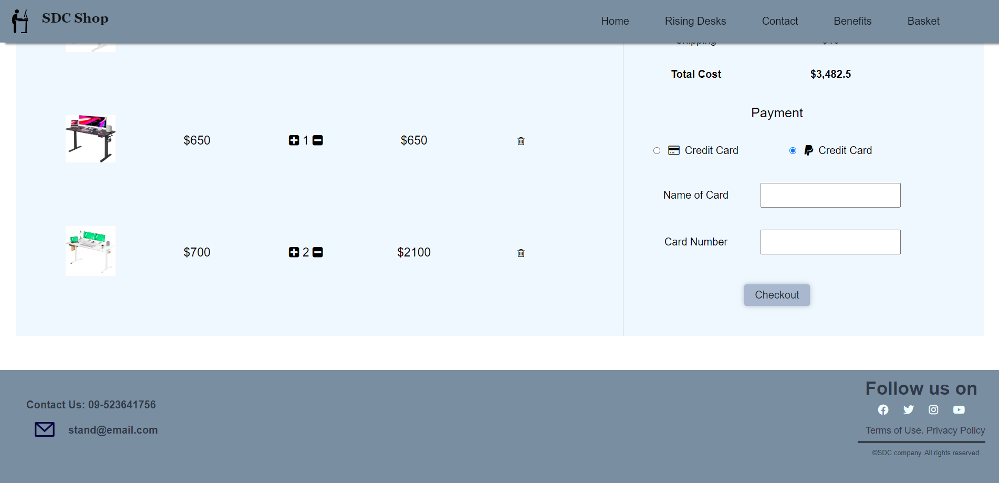 SDC Shop
Home Rising Desks Contact Benefits Basket
Shipping
Total Cost $3,482.5
Payment
Credit Card Credit Card
Name of Card
Card Number
Checkout
$650 1 $650
$700 2 $2100
Contact Us: 09-523641756
stand@email.com
Follow us on
Terms of Use. Privacy Policy
©SDC company. All rights reserved.